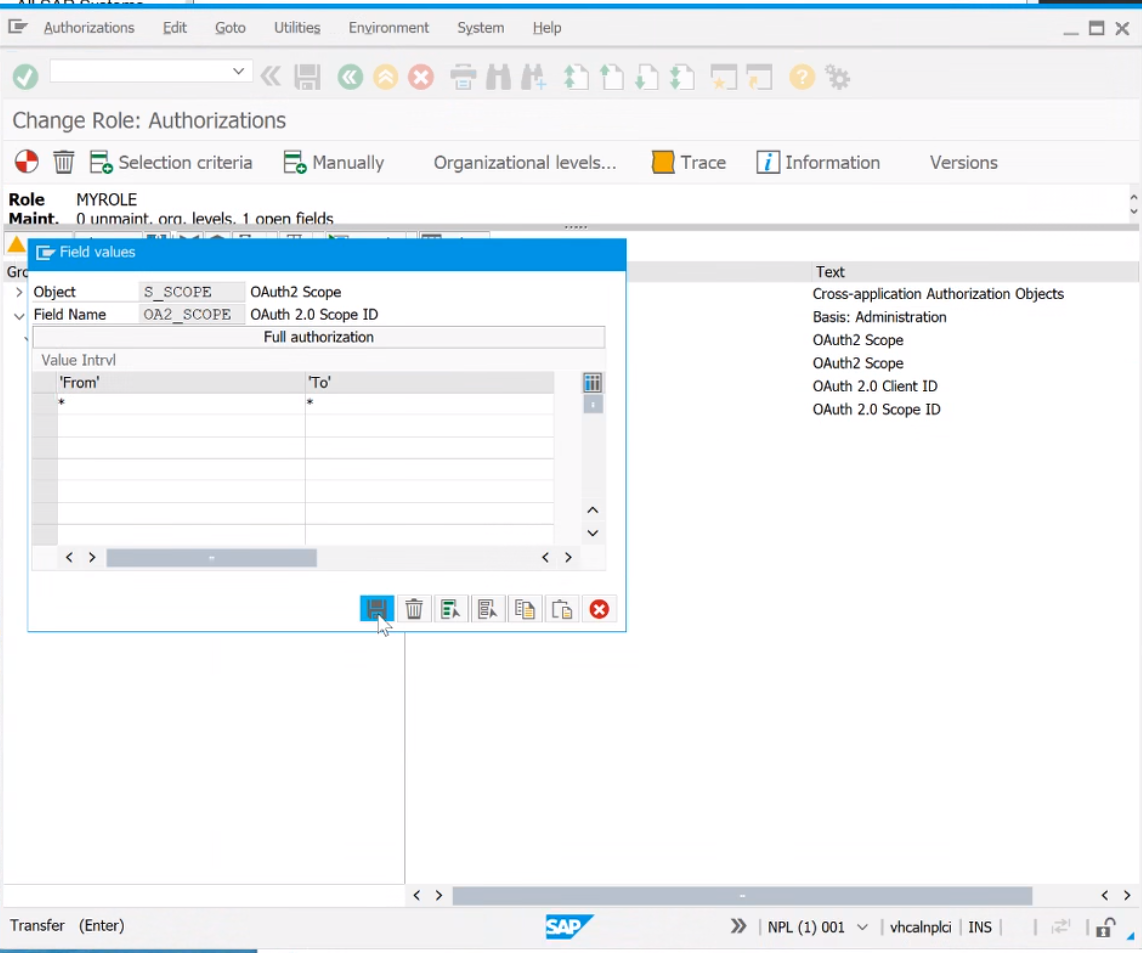 All SAP Systems
Authorizations Edit Goto Utilities Environment System Help
Change Role: Authorizations
Selection criteria Manually Organizational levels... Trace Information Versions
Role MYROLE
Maint. 0 unmaint. org. levels, 1 open fields
Field values
Gro Text
Object S_SCOPE OAuth2 Scope
Cross-application Authorization Objects
Field Name OA2_SCOPE OAuth 2.0 Scope ID
Basis: Administration
Full authorization
OAuth2 Scope
Value Intrvl
OAuth2 Scope
'From' 'To'
OAuth 2.0 Client ID
* *
OAuth 2.0 Scope ID
Transfer (Enter)
SAP
NPL (1) 001 vhcalnplci INS